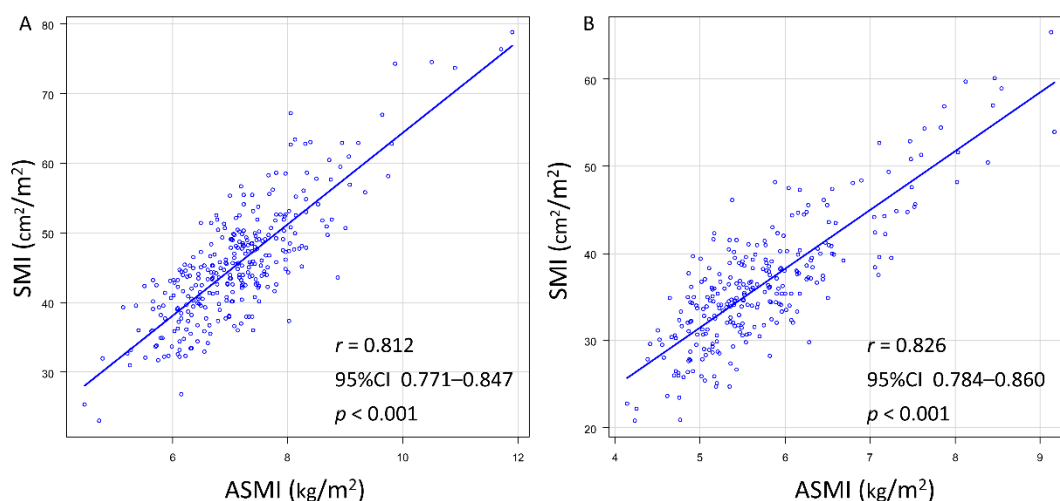 A
80
70
60
50
40
30
SMI (cm²/m²)
r = 0.812
95%CI 0.771–0.847
p < 0.001
6 8 10 12
ASMI (kg/m²)
B
60
50
40
30
20
SMI (cm²/m²)
r = 0.826
95%CI 0.784–0.860
p < 0.001
4 5 6 7 8 9
ASMI (kg/m²)